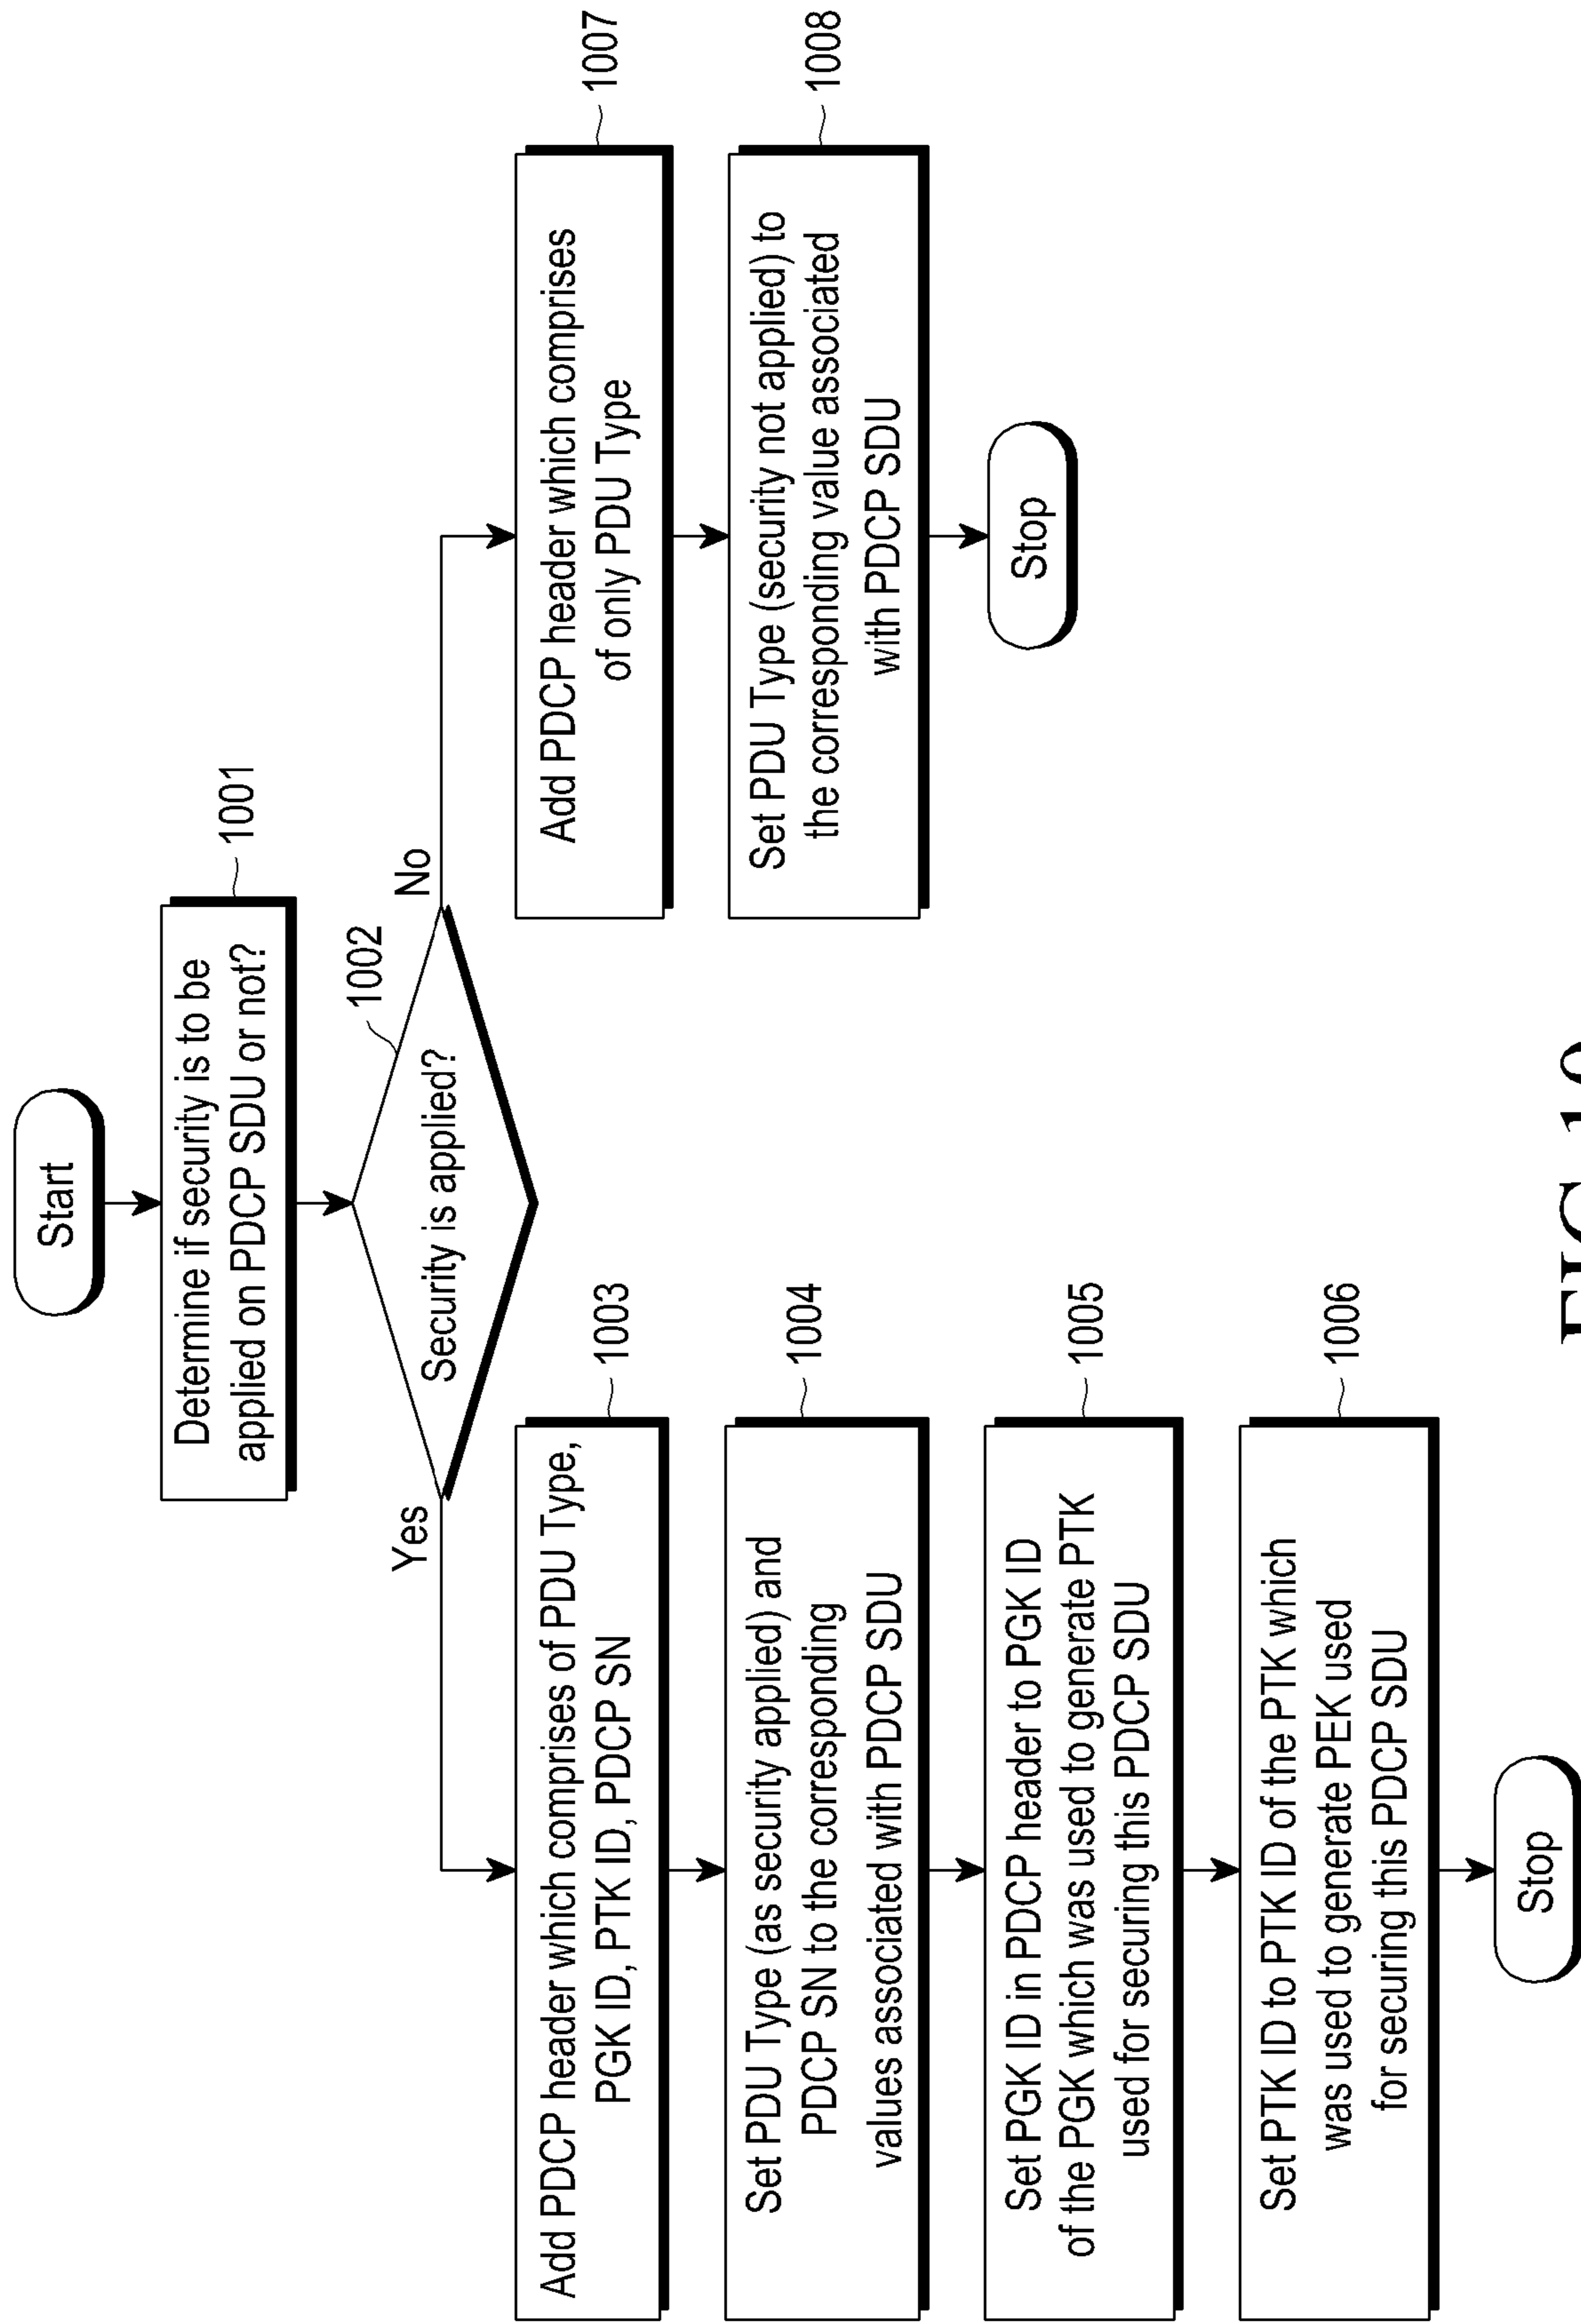 Start
Determine if security is to be
applied on PDCP SDU or not?
1001
1002
Security is applied?
Yes
No
Add PDCP header which comprises of PDU Type,
PGK ID, PTK ID, PDCP SN
1003
Set PDU Type (as security applied) and
PDCP SN to the corresponding
values associated with PDCP SDU
1004
Set PGK ID in PDCP header to PGK ID
of the PGK which was used to generate PTK
used for securing this PDCP SDU
1005
Set PTK ID to PTK ID of the PTK which
was used to generate PEK used
for securing this PDCP SDU
1006
Stop
Add PDCP header which comprises
of only PDU Type
1007
Set PDU Type (security not applied) to
the corresponding value associated
with PDCP SDU
1008
Stop
FIG.10